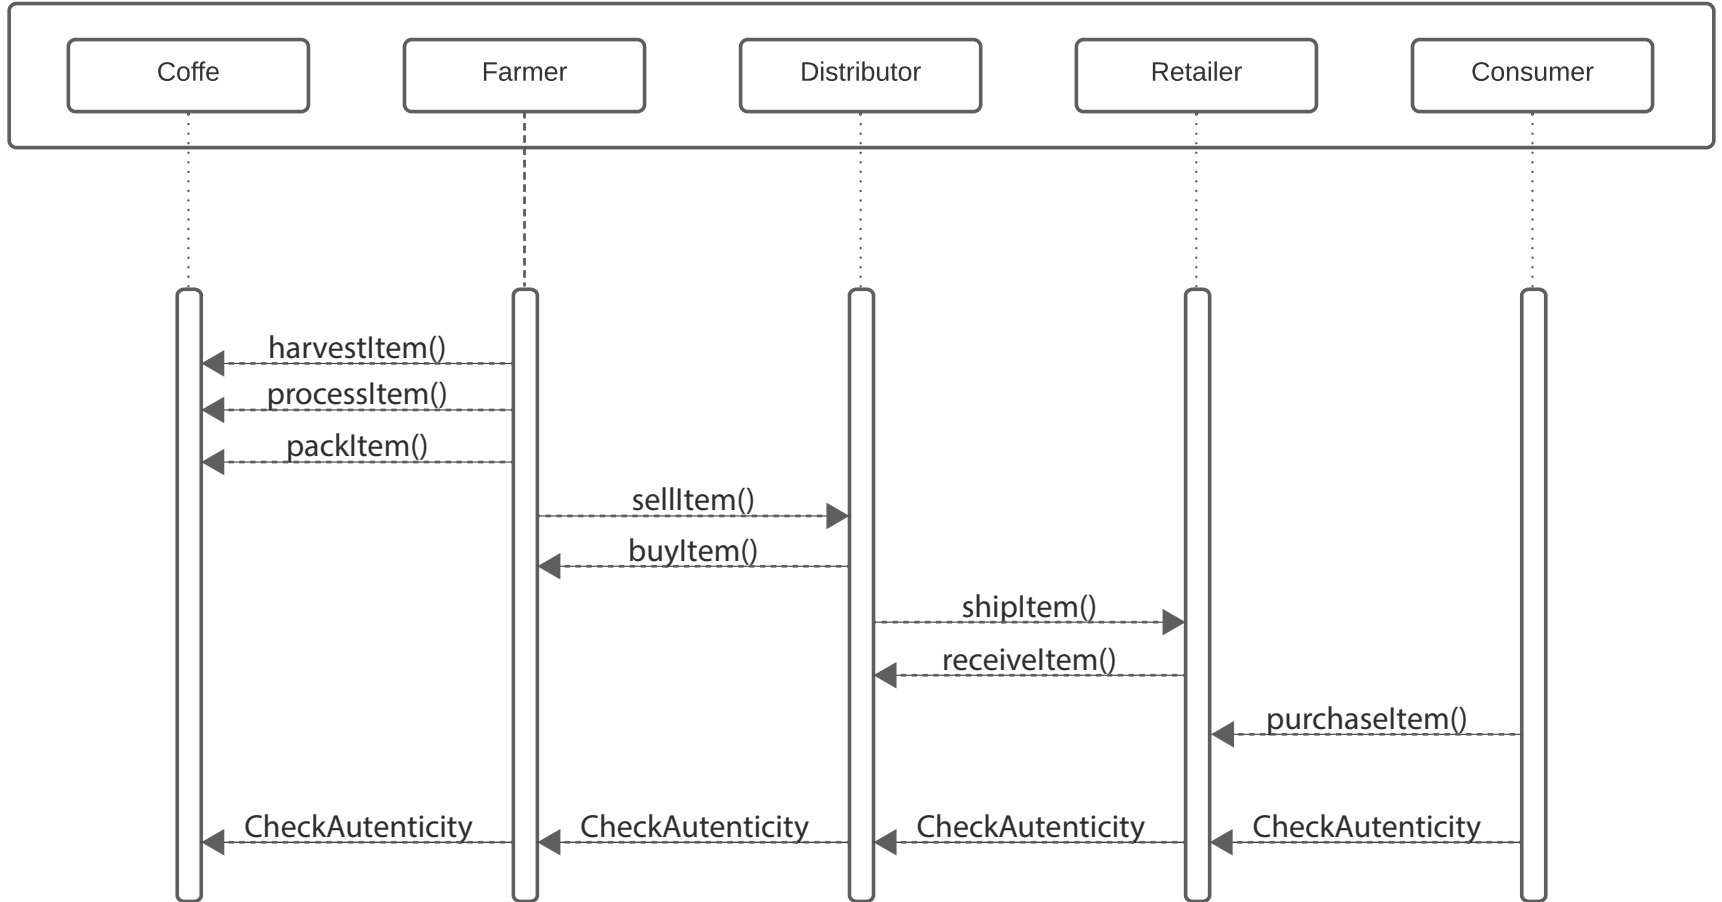 Coffe
Farmer
Distributor
Retailer
Consumer
harvestItem()
processItem()
packItem()
sellItem()
buyItem()
shipItem()
receiveItem()
purchaseItem()
CheckAutenticity
CheckAutenticity
CheckAutenticity
CheckAutenticity